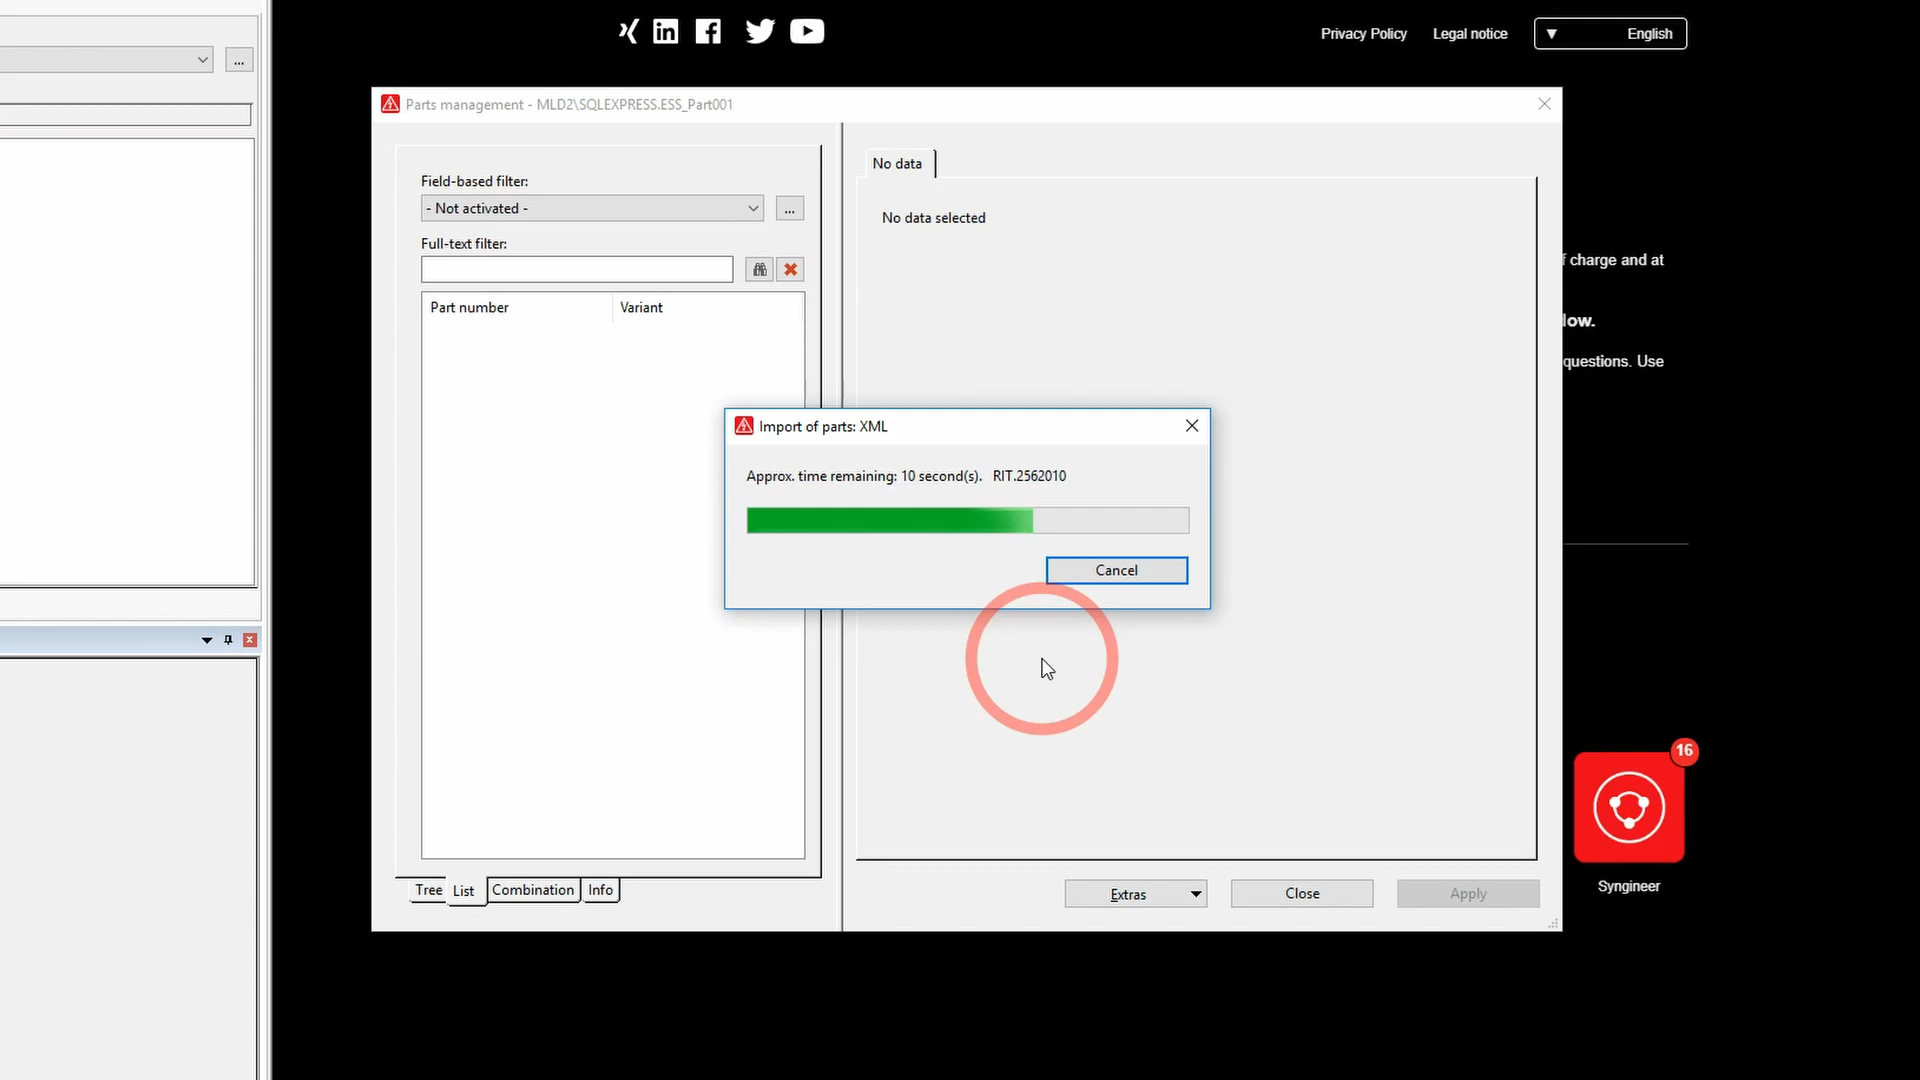 Privacy Policy
Legal notice
▼ English
...
Parts management - MLD2\SQLEXPRESS.ESS_Part001
Field-based filter:
- Not activated -
...
Full-text filter:
Part number
Variant
No data
No data selected
f charge and at
low.
questions. Use
Import of parts: XML
Approx. time remaining: 10 second(s). RIT.2562010
Cancel
16
Syngineer
Tree
List
Combination
Info
Extras
Close
Apply